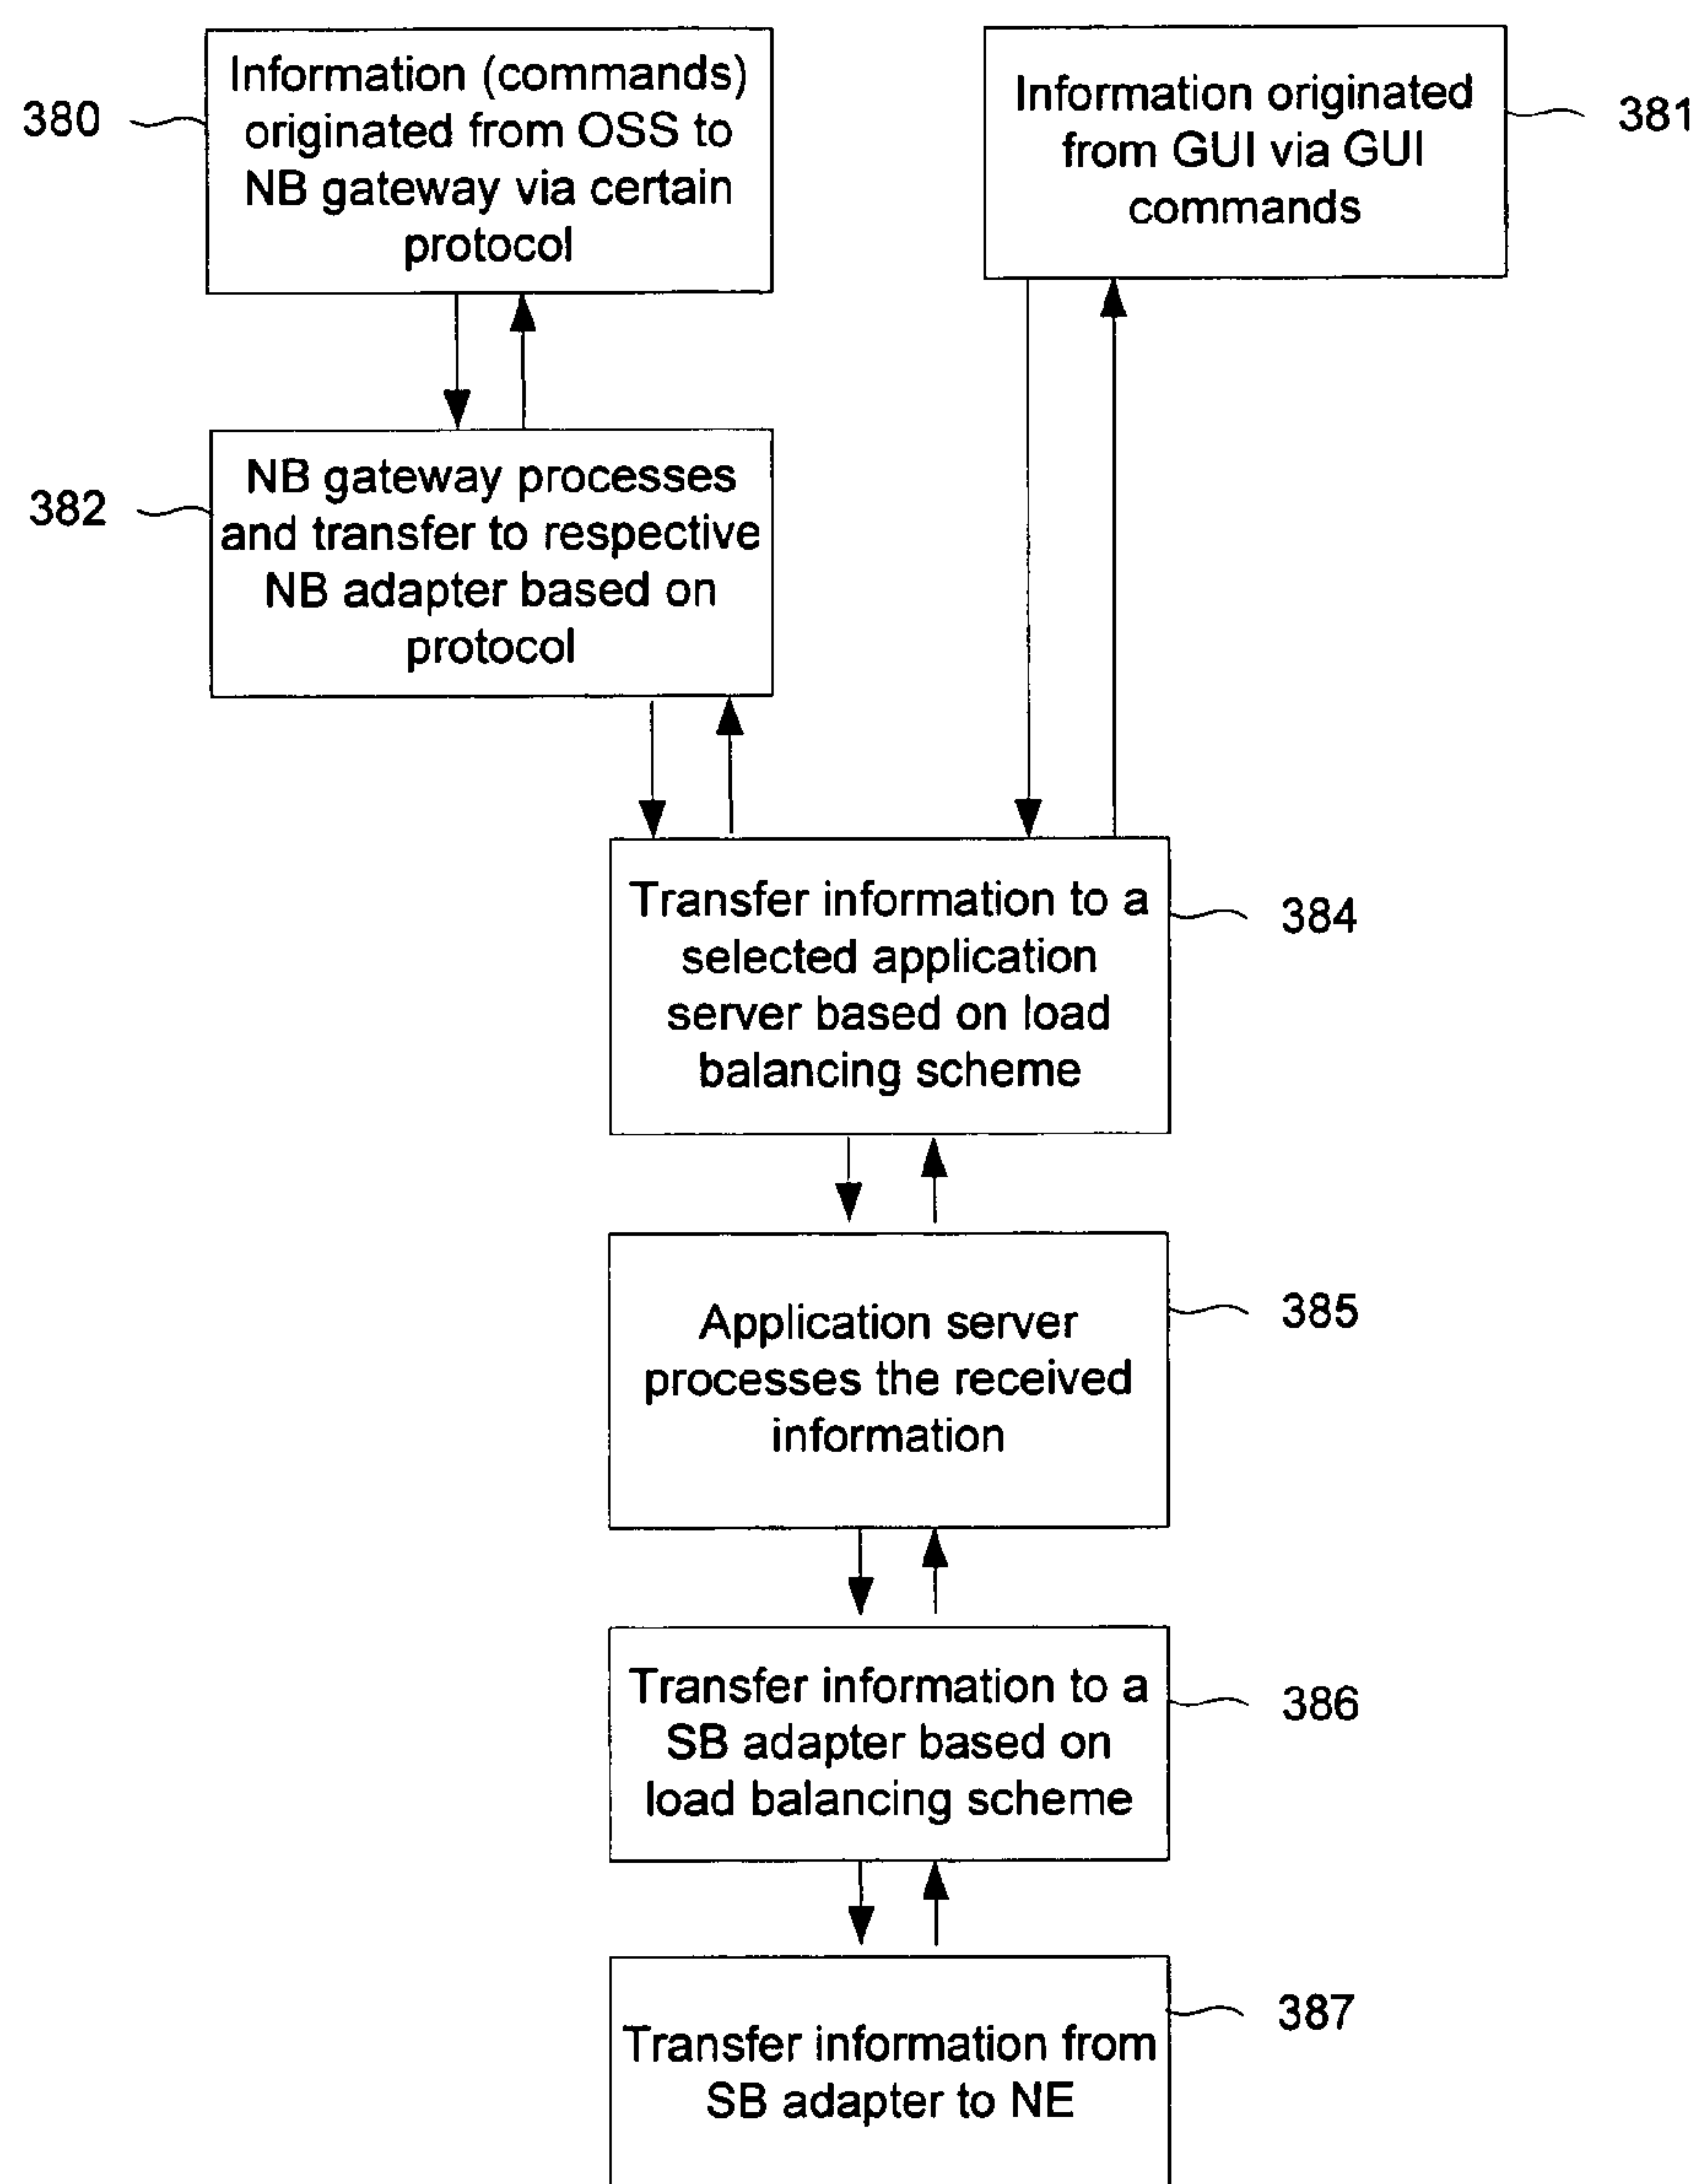 Information (commands)
originated from OSS to
NB gateway via certain
protocol
380
Information originated
from GUI via GUI
commands
381
NB gateway processes
and transfer to respective
NB adapter based on
protocol
382
Transfer information to a
selected application
server based on load
balancing scheme
384
Application server
processes the received
information
385
Transfer information to a
SB adapter based on
load balancing scheme
386
Transfer information from
SB adapter to NE
387